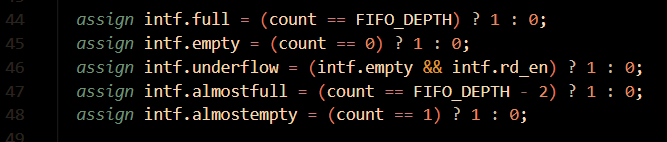 44 assign intf.full = (count == FIFO_DEPTH) ? 1 : 0;
45 assign intf.empty = (count == 0) ? 1 : 0;
46 assign intf.underflow = (intf.empty && intf.rd_en) ? 1 : 0;
47 assign intf.almostfull = (count == FIFO_DEPTH - 2) ? 1 : 0;
48 assign intf.almostempty = (count == 1) ? 1 : 0;
49